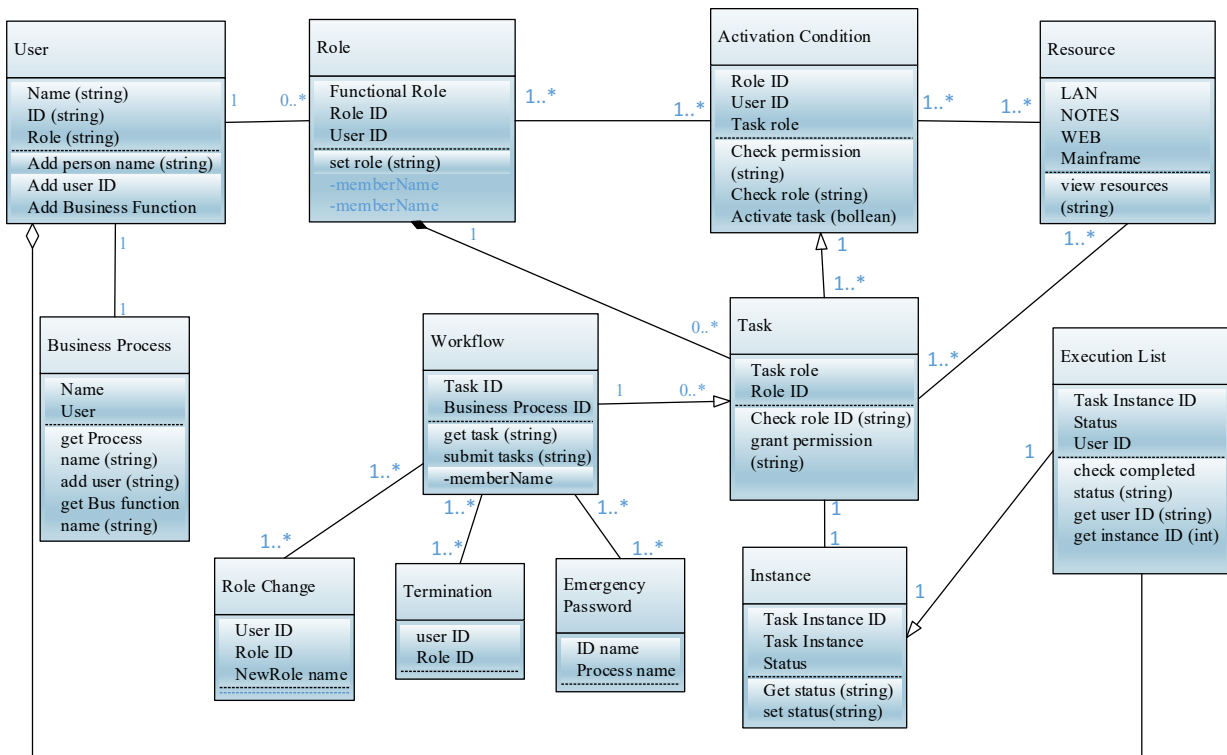 User
Name (string)
ID (string)
Role (string)
Add person name (string)
Add user ID
Add Business Function
1
0..*
Role
Functional Role
Role ID
User ID
set role (string)
-memberName
-memberName
1..*
1..*
Activation Condition
Role ID
User ID
Task role
Check permission
(string)
Check role (string)
Activate task (bollean)
1..*
1..*
Resource
LAN
NOTES
WEB
Mainframe
view resources
(string)
1
1
1
0..*
1
1..*
1..*
1..*
Business Process
Name
User
get Process
name (string)
add user (string)
get Bus function
name (string)
Workflow
Task ID
Business Process ID
get task (string)
submit tasks (string)
-memberName
1
0..*
Task
Task role
Role ID
Check role ID (string)
grant permission
(string)
Execution List
Task Instance ID
Status
User ID
check completed
status (string)
get user ID (string)
get instance ID (int)
1..*
1..*
1..*
1..*
1..*
1..*
1
1
1
1
Role Change
User ID
Role ID
NewRole name
Termination
user ID
Role ID
Emergency
Password
ID name
Process name
Instance
Task Instance ID
Task Instance
Status
Get status (string)
set status(string)